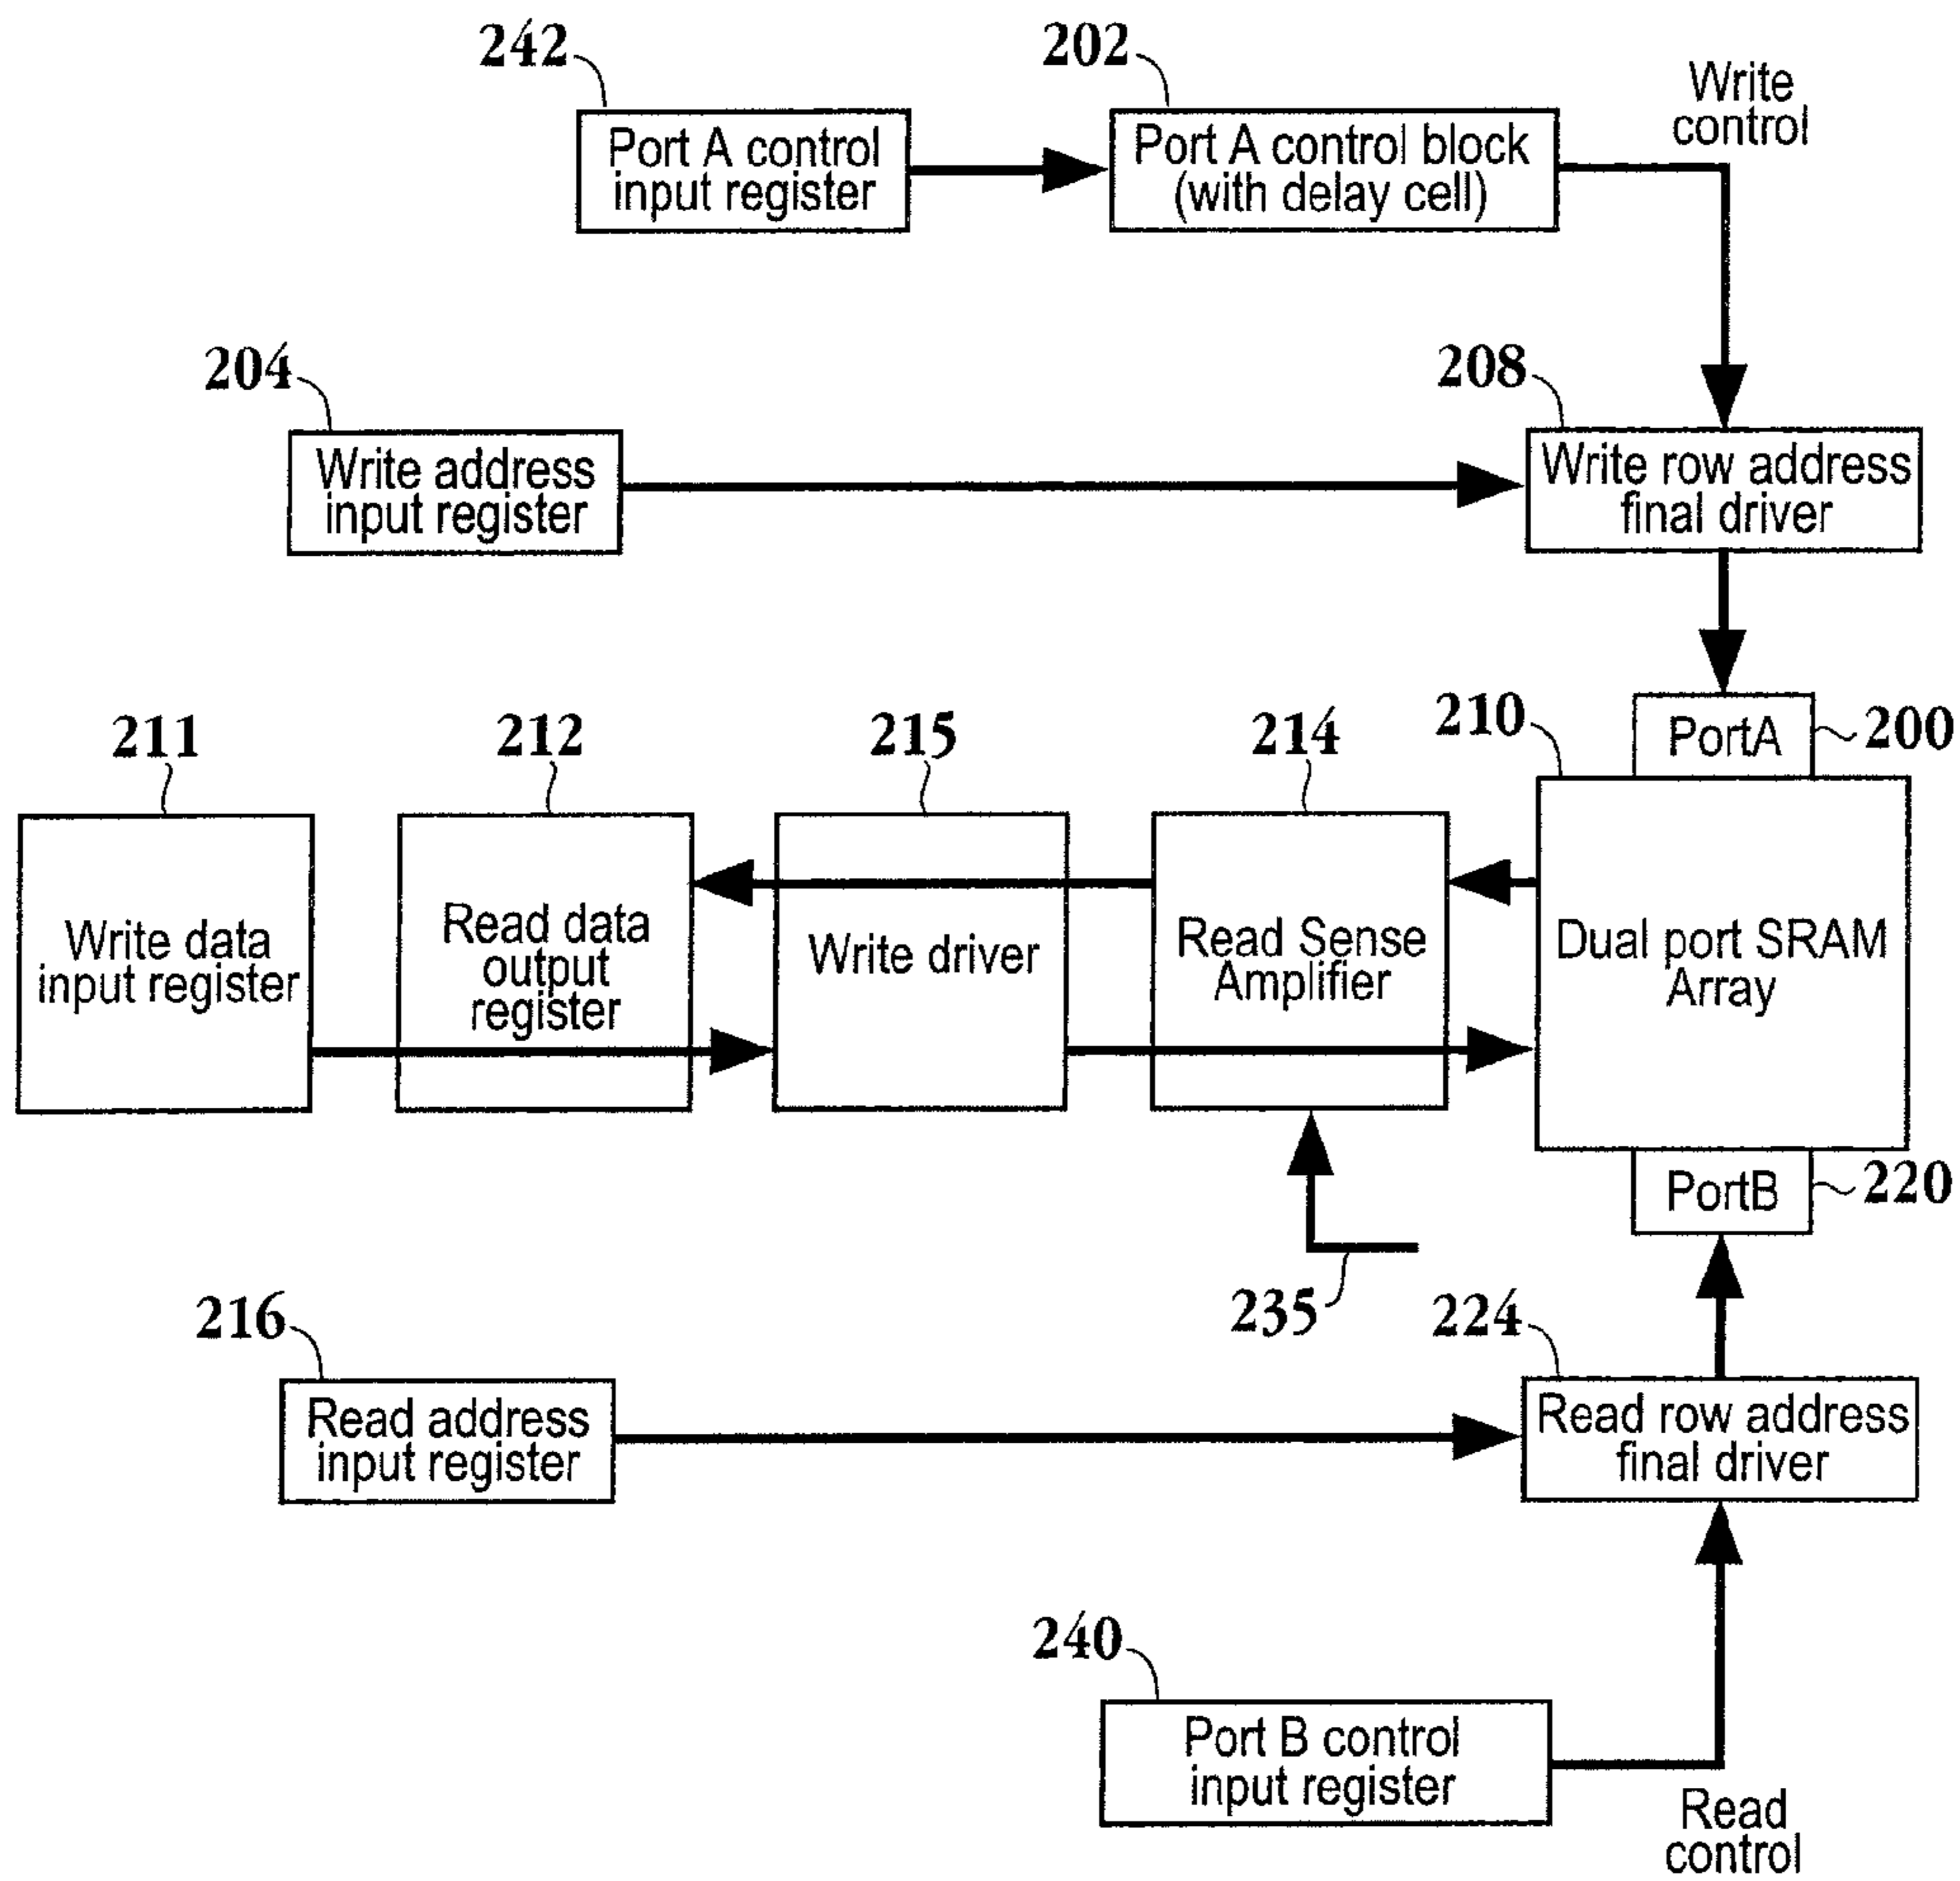 242
202
Write
control
Port A control
input register
Port A control block
(with delay cell)
204
208
Write address
input register
Write row address
final driver
211
212
215
214
210
PortA
200
Write data
input register
Read data
output
register
Write driver
Read Sense
Amplifier
Dual port SRAM
Array
PortB
220
235
216
224
Read address
input register
Read row address
final driver
240
Port B control
input register
Read
control